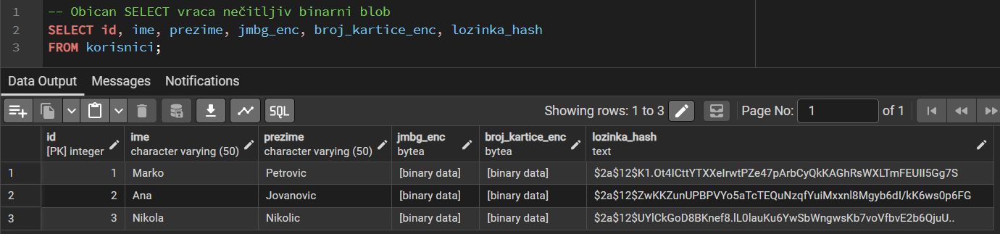 1 -- Obican SELECT vraca nečitljiv binarni blob
2 SELECT id, ime, prezime, jmbg_enc, broj_kartice_enc, lozinka_hash
3 FROM korisnici;
Data Output Messages Notifications
SQL Showing rows: 1 to 3 Page No: 1 of 1
id ime prezime jmbg_enc broj_kartice_enc lozinka_hash
[PK] integer character varying (50) character varying (50) bytea bytea text
1 1 Marko Petrovic [binary data] [binary data] $2a$12$K1.Ot4ICttYTXXeIrwtPZe47pArbCyQkKAGhRsWXLTmFEUII5Gg7S
2 2 Ana Jovanovic [binary data] [binary data] $2a$12$ZwKKZunUPBPVYo5aTcTEQuNzqfYuiMxxnl8Mgyb6dI/kK6ws0p6FG
3 3 Nikola Nikolic [binary data] [binary data] $2a$12$UYlCkGoD8BKnef8.lL0lauKu6YwSbWngwsKb7voVfbvE2b6QjuU..